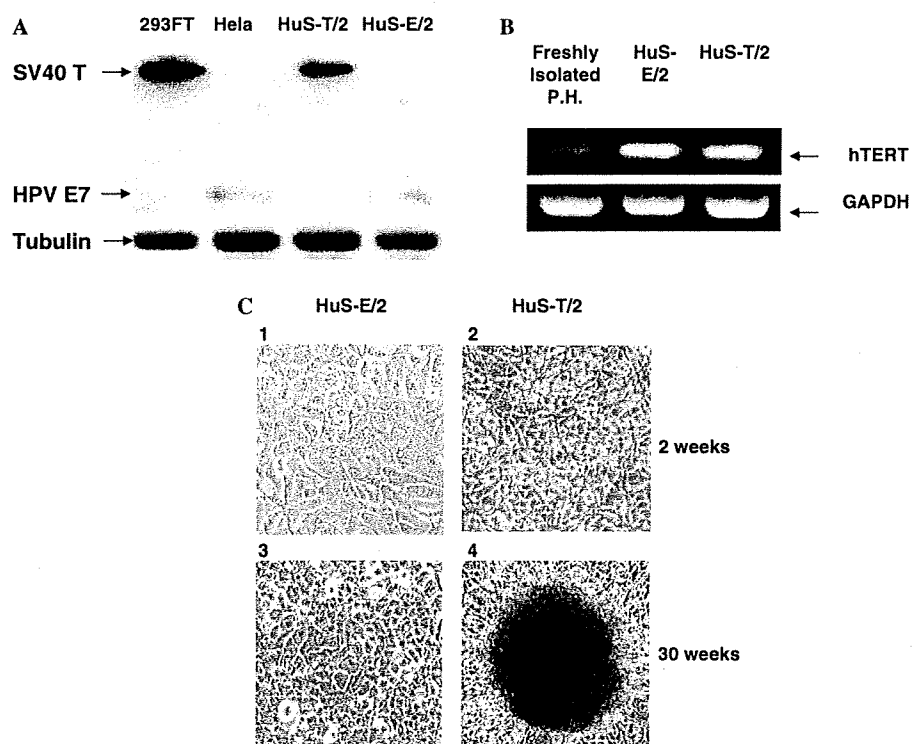 A
293FT Hela HuS-T/2 HuS-E/2
SV40 T
HPV E7
Tubulin
B
Freshly Isolated P.H.
HuS-E/2
HuS-T/2
hTERT
GAPDH
C
HuS-E/2 HuS-T/2
1 2
2 weeks
3 4
30 weeks